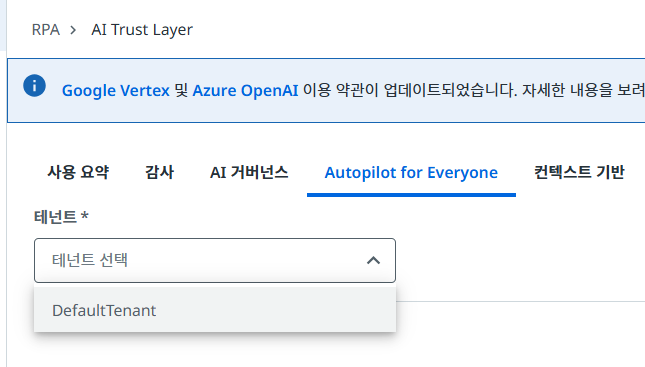 RPA > AI Trust Layer
Google Vertex 및 Azure OpenAI 이용 약관이 업데이트되었습니다. 자세한 내용을 보려
사용 요약 감사 AI 거버넌스 Autopilot for Everyone 컨텍스트 기반
테넌트 *
테넌트 선택
DefaultTenant